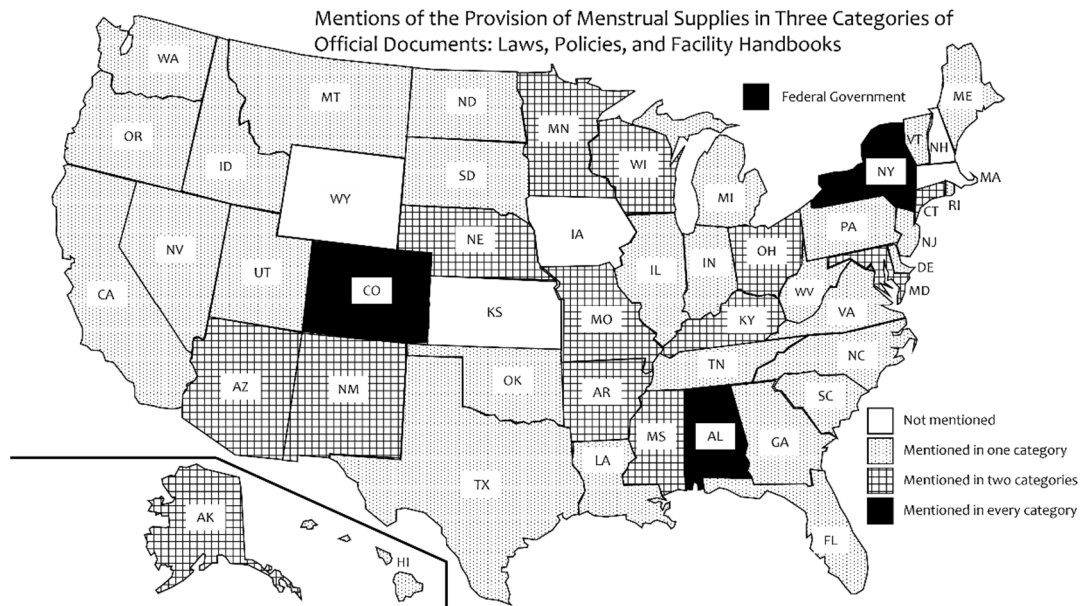 Mentions of the Provision of Menstrual Supplies in Three Categories of
Official Documents: Laws, Policies, and Facility Handbooks
Federal Government
WA
MT
ND
MN
ME
VT
NH
OR
ID
SD
WI
NY
MA
MI
RI
CT
WY
NE
IA
PA
NJ
NV
UT
CO
IL
IN
OH
DE
MD
WV
CA
KS
MO
KY
VA
AZ
NM
OK
AR
TN
NC
SC
MS
AL
GA
LA
TX
FL
AK
HI
Not mentioned
Mentioned in one category
Mentioned in two categories
Mentioned in every category